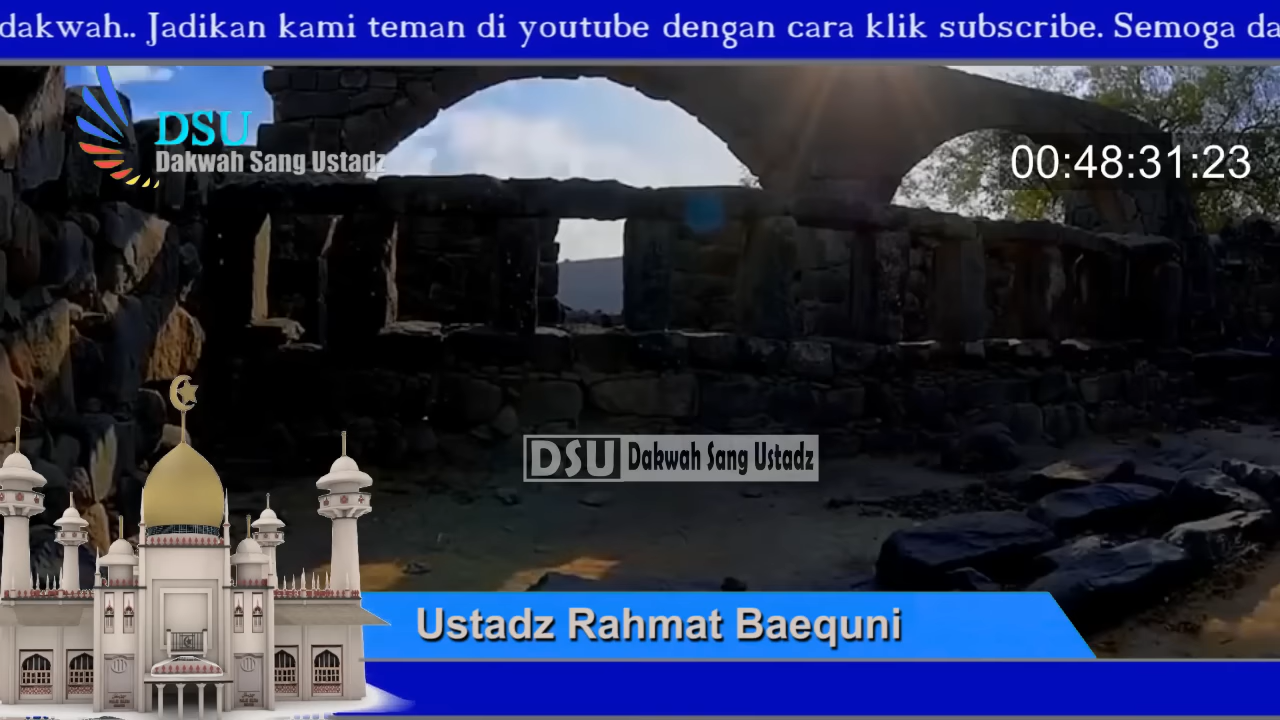 dakwah.. Jadikan kami teman di youtube dengan cara klik subscribe. Semoga da
DSU
Dakwah Sang Ustadz
00:48:31:23
DSU Dakwah Sang Ustadz
Ustadz Rahmat Baequni